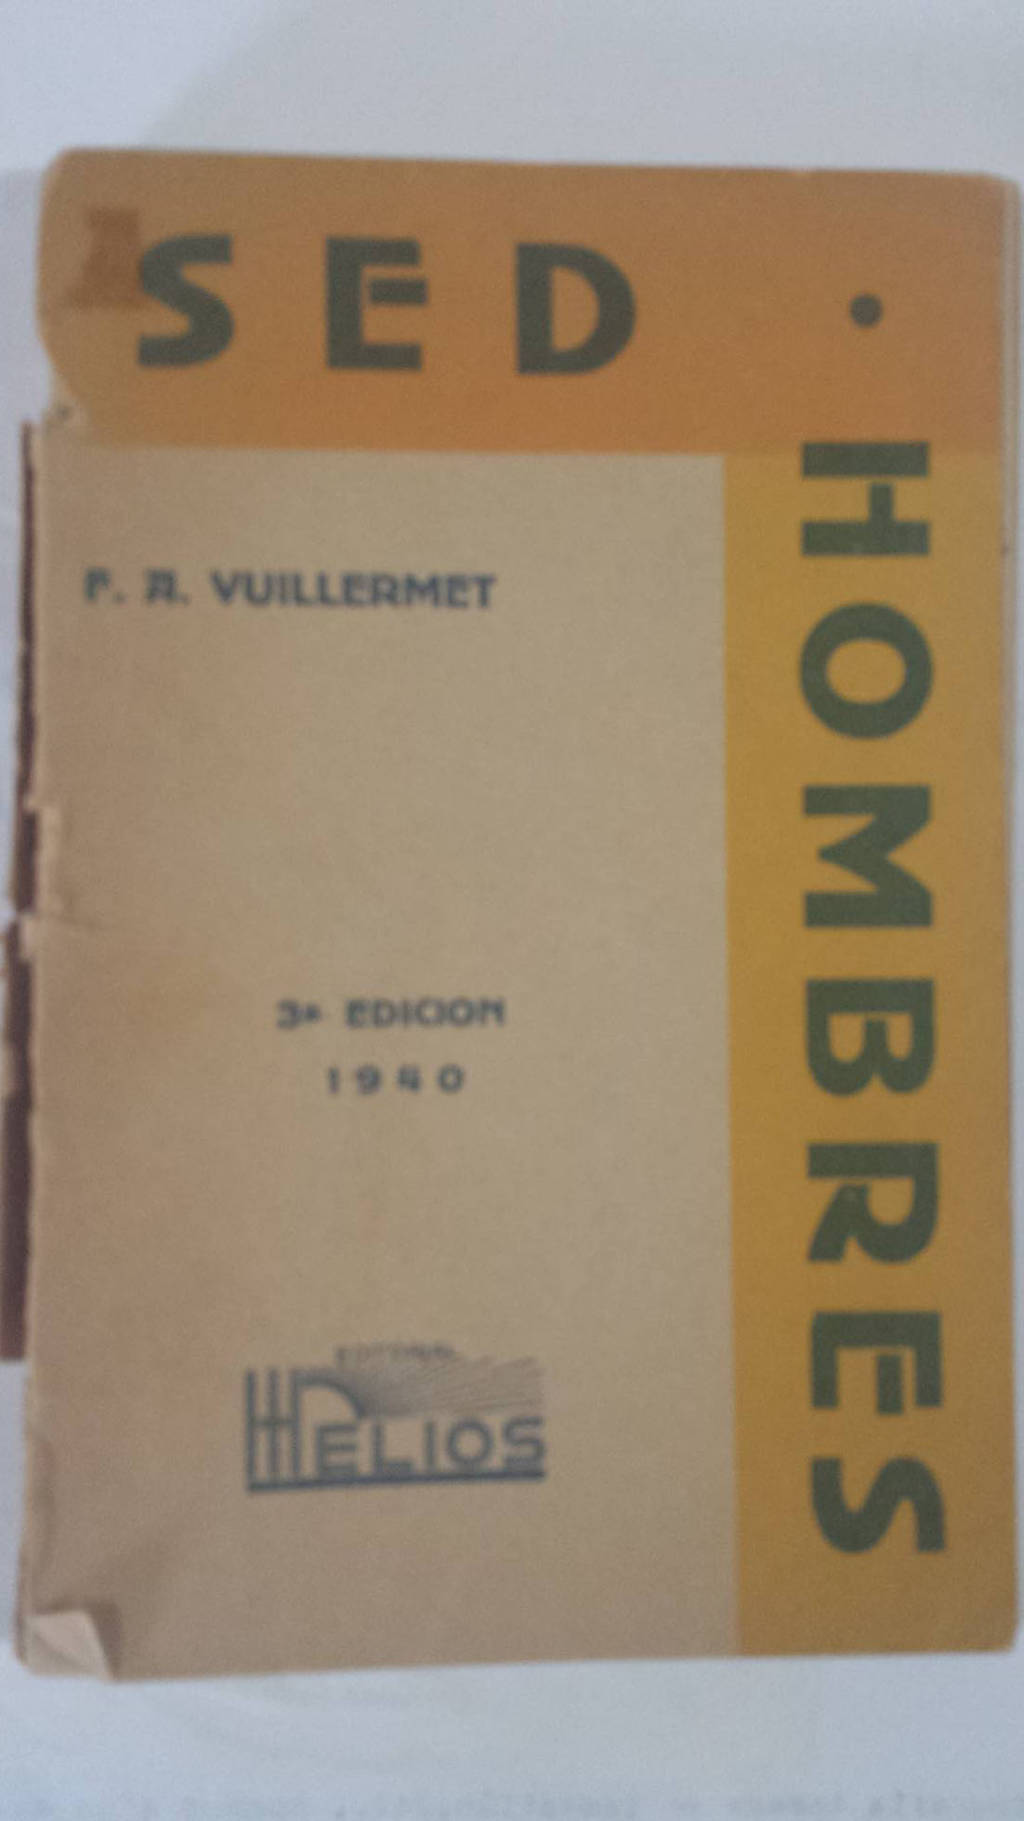 SED · HOMBRES
F. A. VUILLERMET
3ª EDICION
1940
EDITORIAL
HELIOS